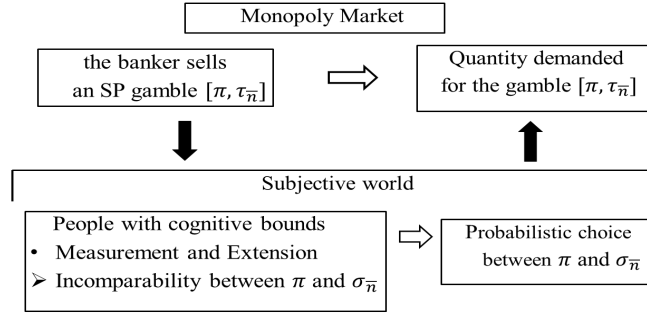 Monopoly Market
the banker sells
an SP gamble [π, τ_n̅]
Quantity demanded
for the gamble [π, τ_n̅]
Subjective world
People with cognitive bounds
• Measurement and Extension
➢ Incomparability between π and σ_n̅
Probabilistic choice
between π and σ_n̅